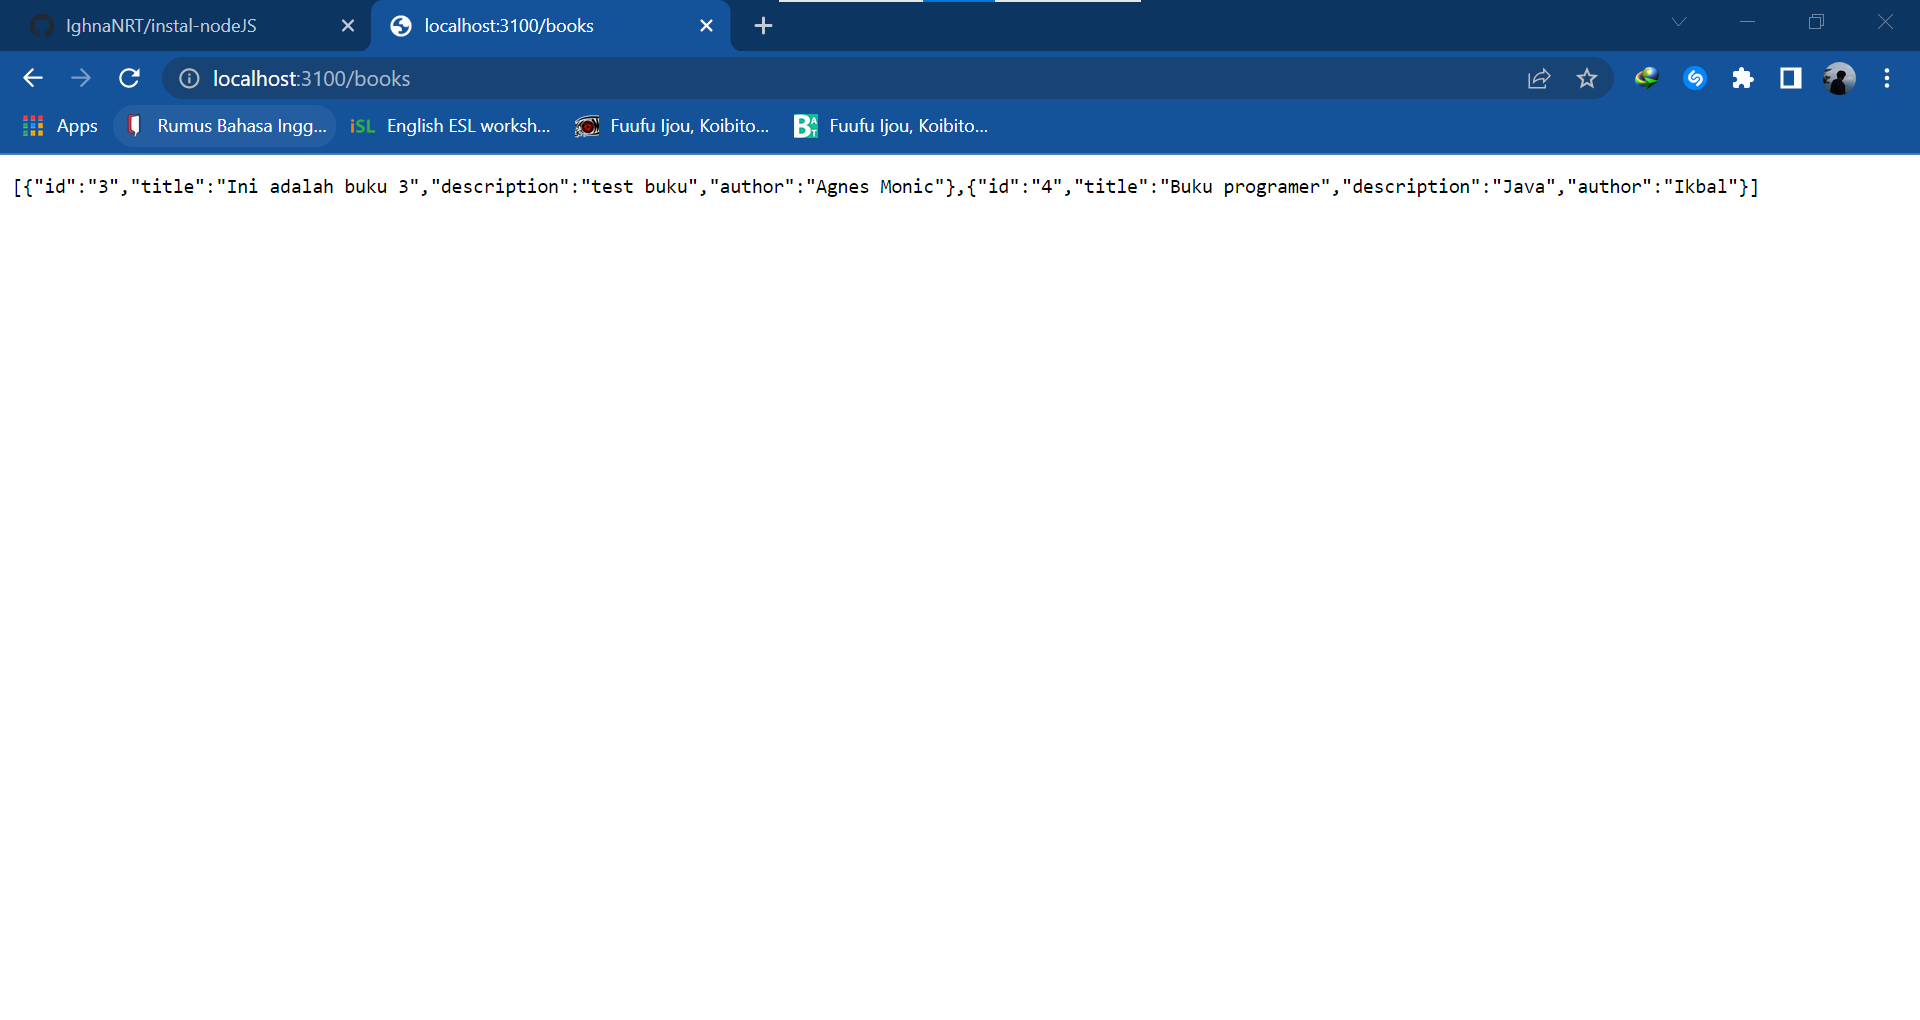 IghnaNRT/instal-nodeJS
localhost:3100/books
localhost:3100/books
Apps
Rumus Bahasa Ingg...
iSL
English ESL worksh...
Fuufu Ijou, Koibito...
BAT
Fuufu Ijou, Koibito...
[{"id":"3","title":"Ini adalah buku 3","description":"test buku","author":"Agnes Monic"},{"id":"4","title":"Buku programer","description":"Java","author":"Ikbal"}]